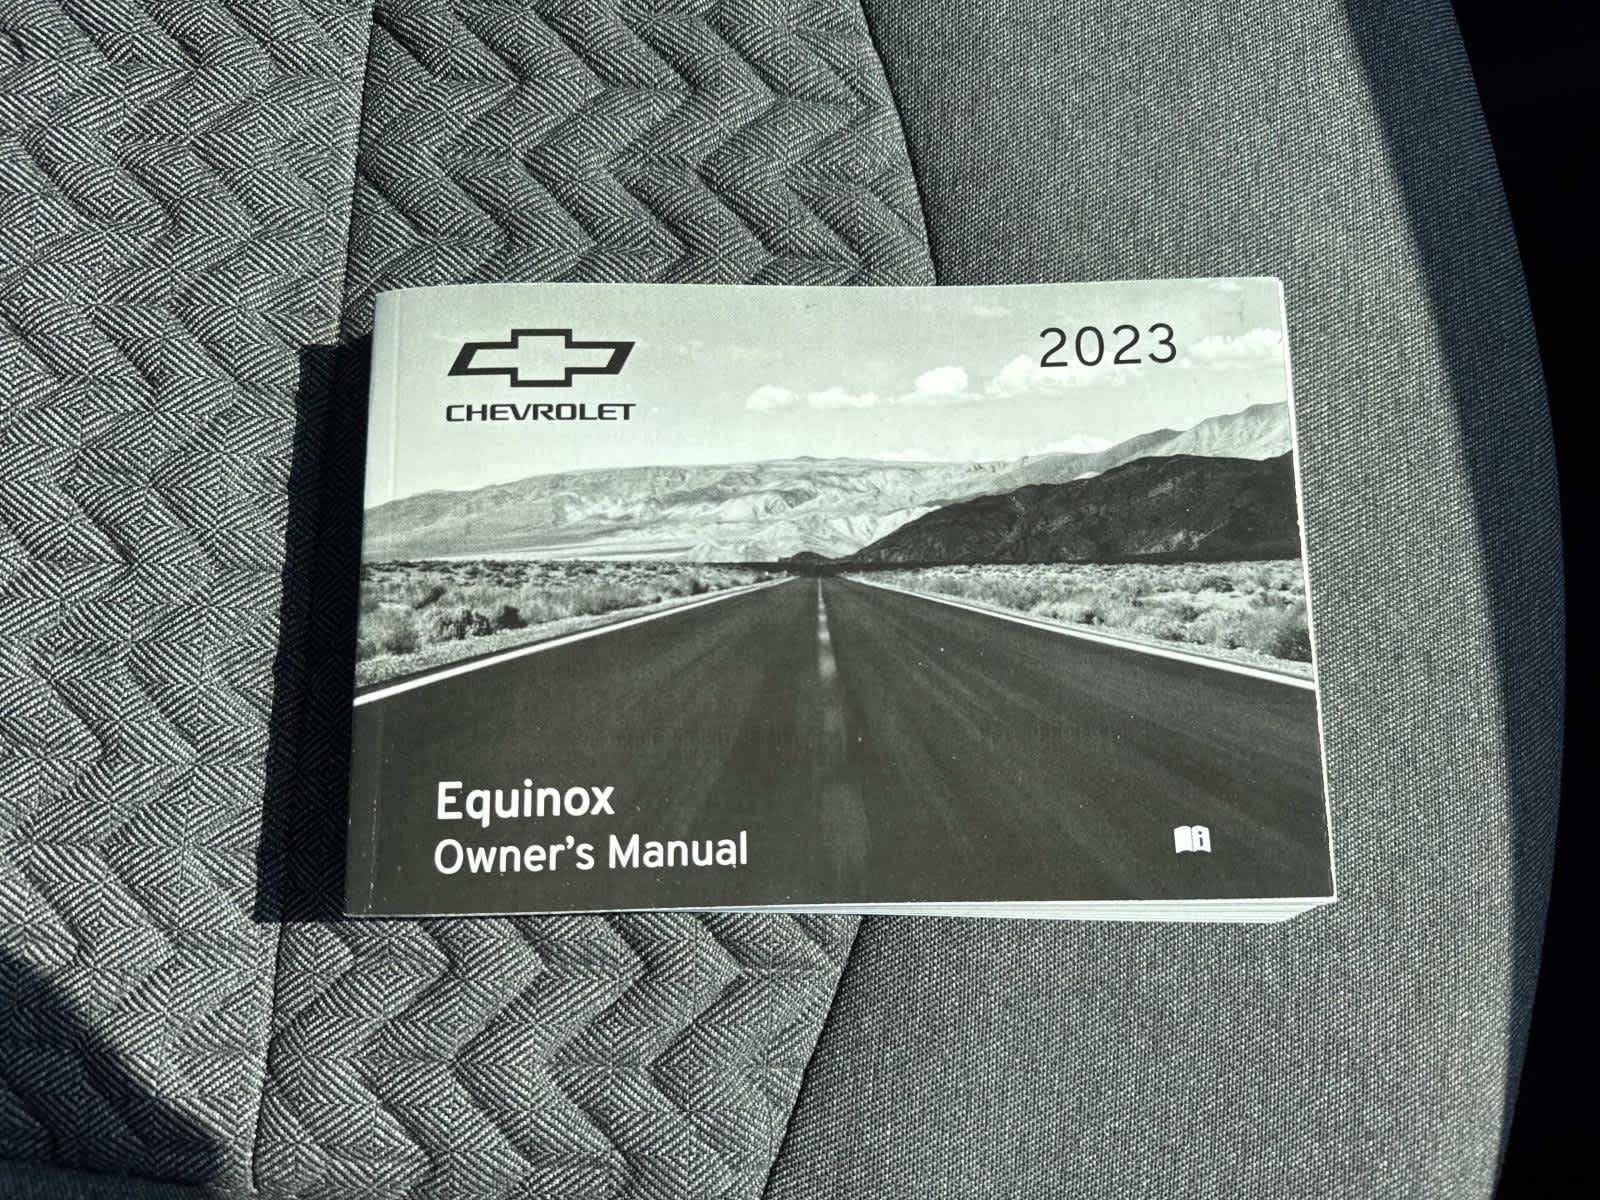 CHEVROLET
2023
Equinox
Owner's Manual